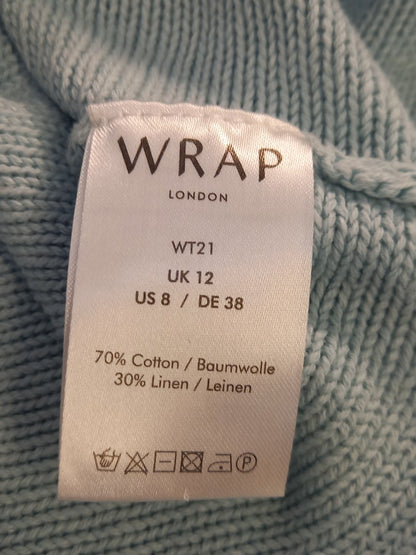 WRAP
LONDON
WT21
UK 12
US 8 / DE 38
70% Cotton / Baumwolle
30% Linen / Leinen
P